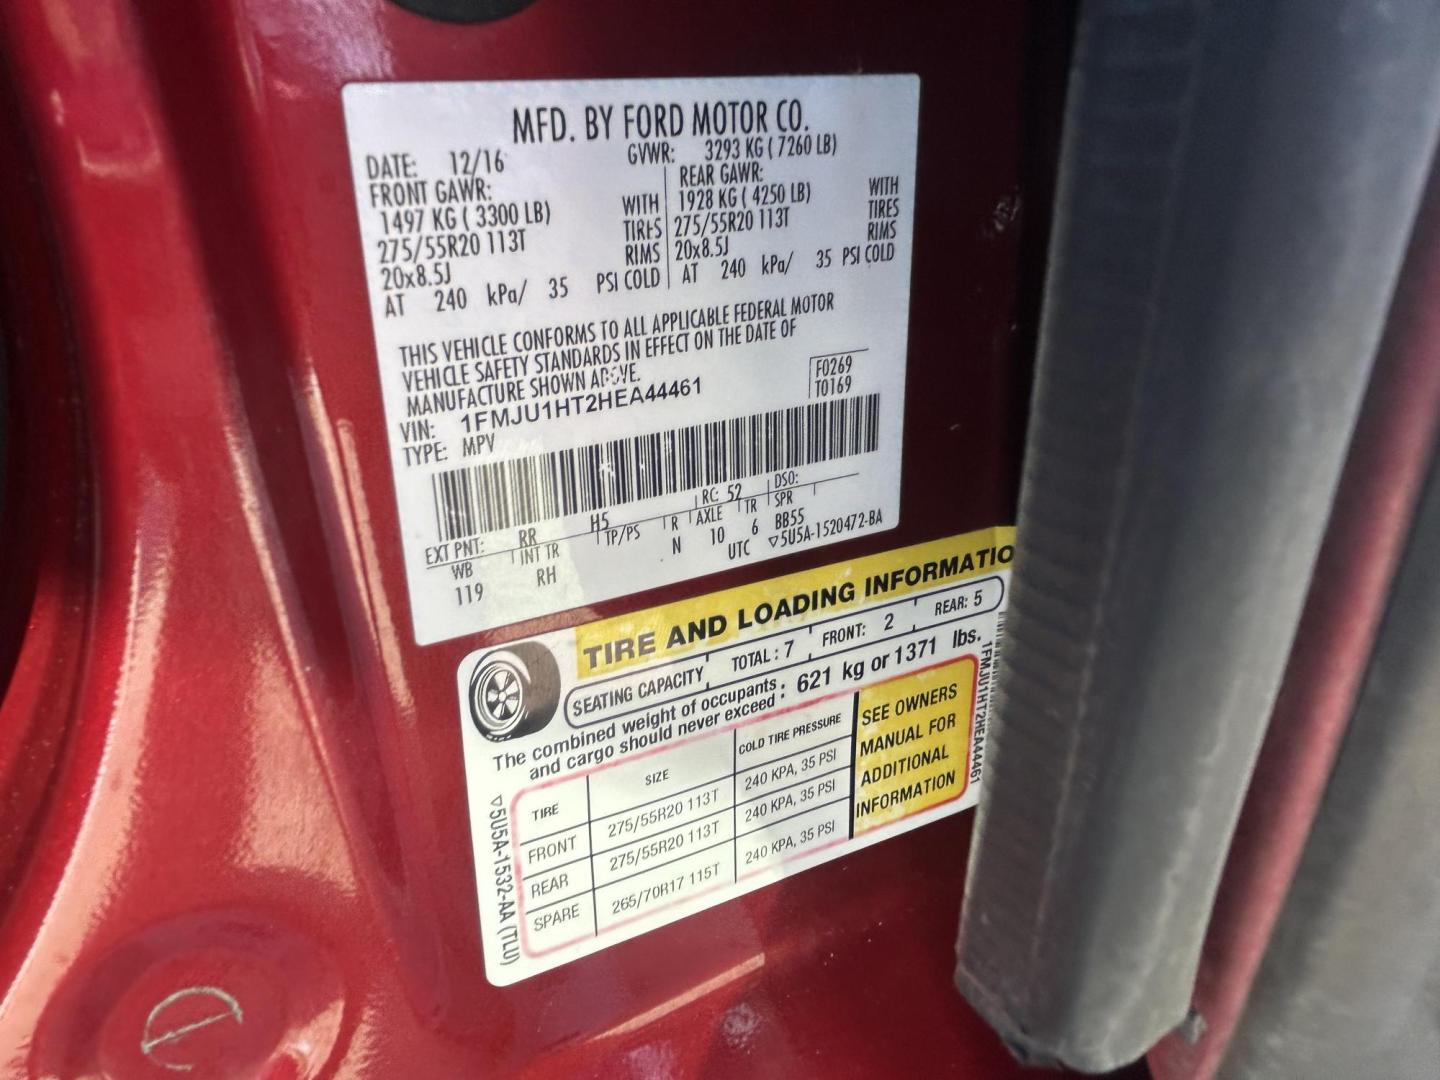 MFD. BY FORD MOTOR CO.
DATE: 12/16 GVWR: 3293 KG ( 7260 LB)
FRONT GAWR: REAR GAWR:
1497 KG ( 3300 LB) WITH 1928 KG ( 4250 LB) WITH
275/55R20 113T TIRES 275/55R20 113T TIRES
20x8.5J RIMS 20x8.5J RIMS
AT 240 kPa/ 35 PSI COLD AT 240 kPa/ 35 PSI COLD
THIS VEHICLE CONFORMS TO ALL APPLICABLE FEDERAL MOTOR
VEHICLE SAFETY STANDARDS IN EFFECT ON THE DATE OF
MANUFACTURE SHOWN ABOVE.
F0269
T0169
VIN: 1FMJU1HT2HEA44461
TYPE: MPV
EXT PNT: RR H5 RC: 52 DSO:
WB INT TR TP/PS R AXLE TR SPR
119 RH N 10 6 BB55
UTC ▽5U5A-1520472-BA
TIRE AND LOADING INFORMATIO
SEATING CAPACITY TOTAL : 7 FRONT: 2 REAR: 5
The combined weight of occupants
and cargo should never exceed : 621 kg or 1371 lbs.
TIRE SIZE COLD TIRE PRESSURE
FRONT 275/55R20 113T 240 KPA, 35 PSI
REAR 275/55R20 113T 240 KPA, 35 PSI
SPARE 265/70R17 115T 240 KPA, 35 PSI
SEE OWNERS
MANUAL FOR
ADDITIONAL
INFORMATION
1FMJU1HT2HEA44461
▽5U5A-1532-AA (TLU)